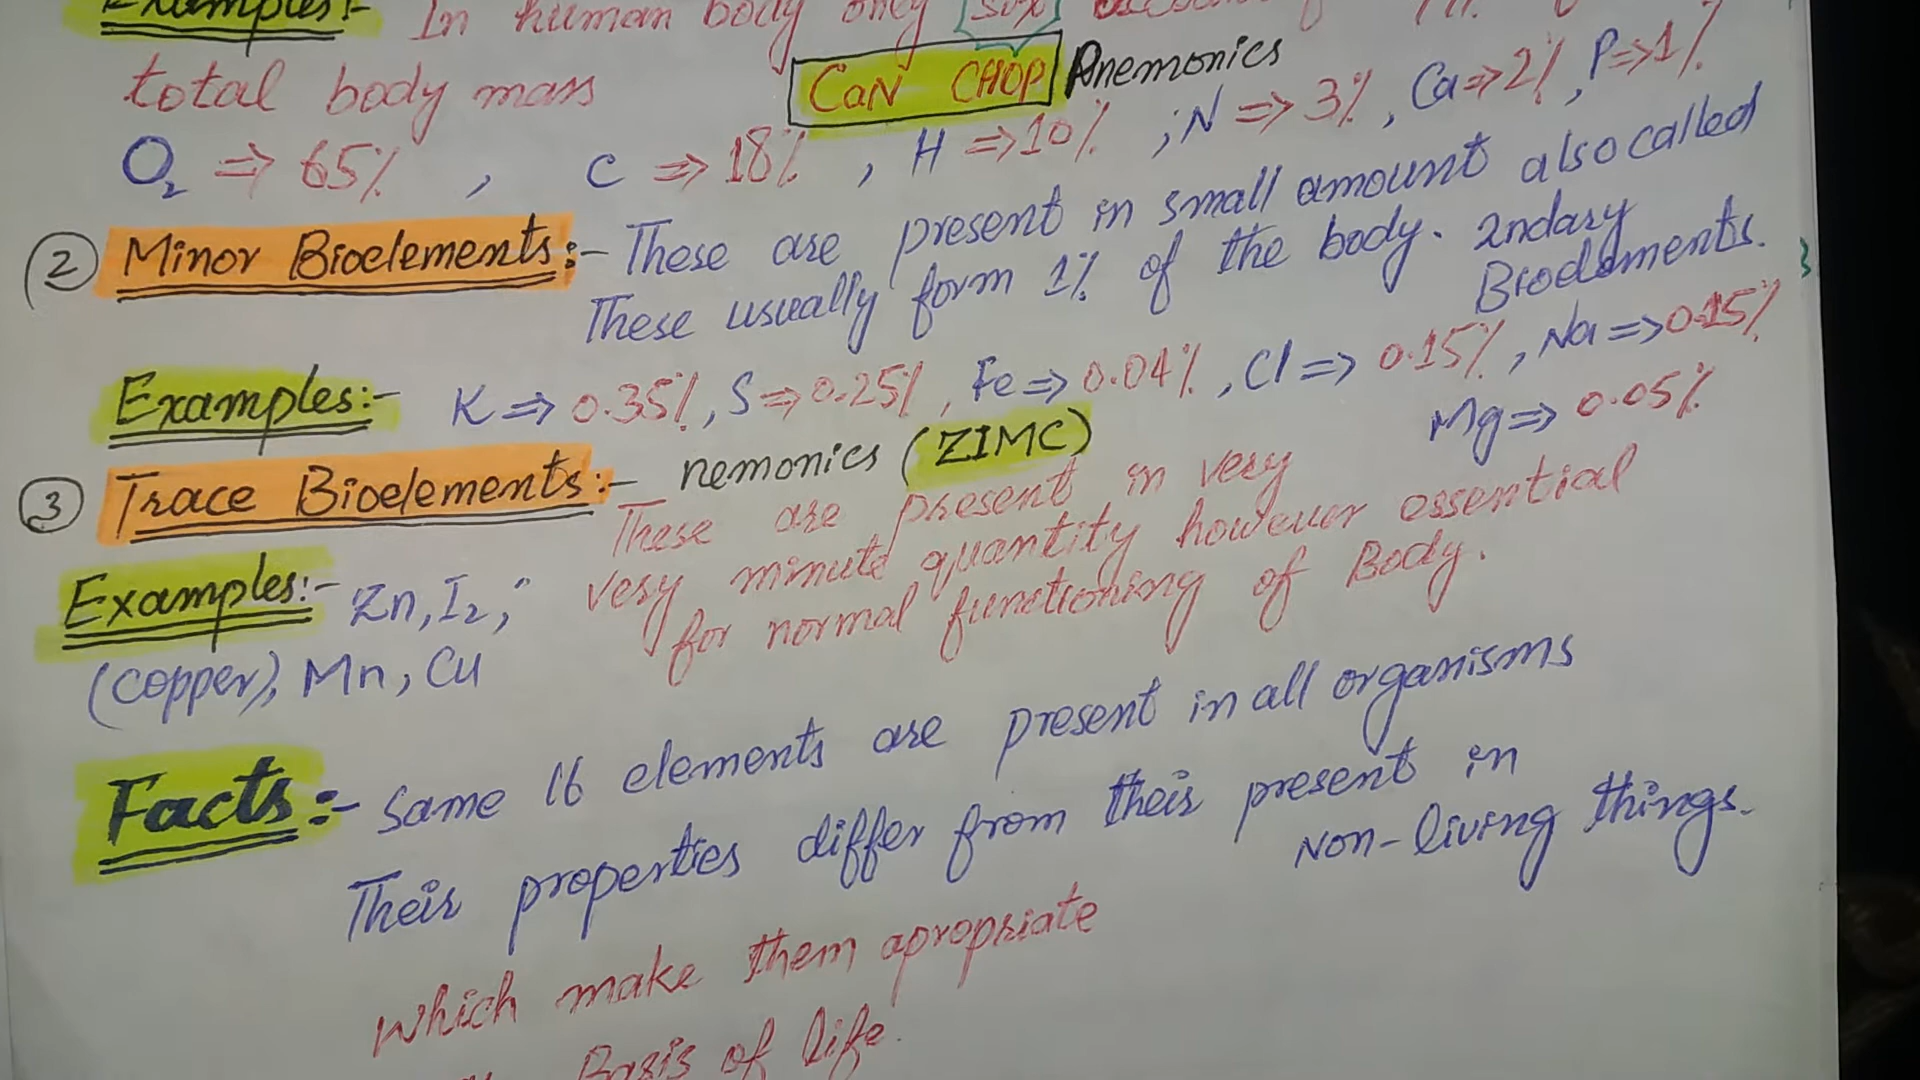 Examples:- In human body only
total body mass CaN CHOP Pnemonics
O2 => 65% , C => 18% , H => 10% ; N => 3% , Ca => 2% , P => 1%
(2) Minor Bioelements:- These are present in small amount also called
These usually form 1% of the body. 2ndary
Bioelements.
Examples:- K => 0.35% , S => 0.25% , Fe => 0.04% , Cl => 0.15% , Na => 0.15%
Mg => 0.05%
(3) Trace Bioelements:- nemonics (ZIMC)
These are present in very
very minute quantity however essential
for normal functioning of Body.
Examples:- Zn, I2,
(copper), Mn, Cu
Facts:- Same 16 elements are present in all organisms
Their properties differ from their present in
Non-living things.
which make them apropriate
Basis of life.